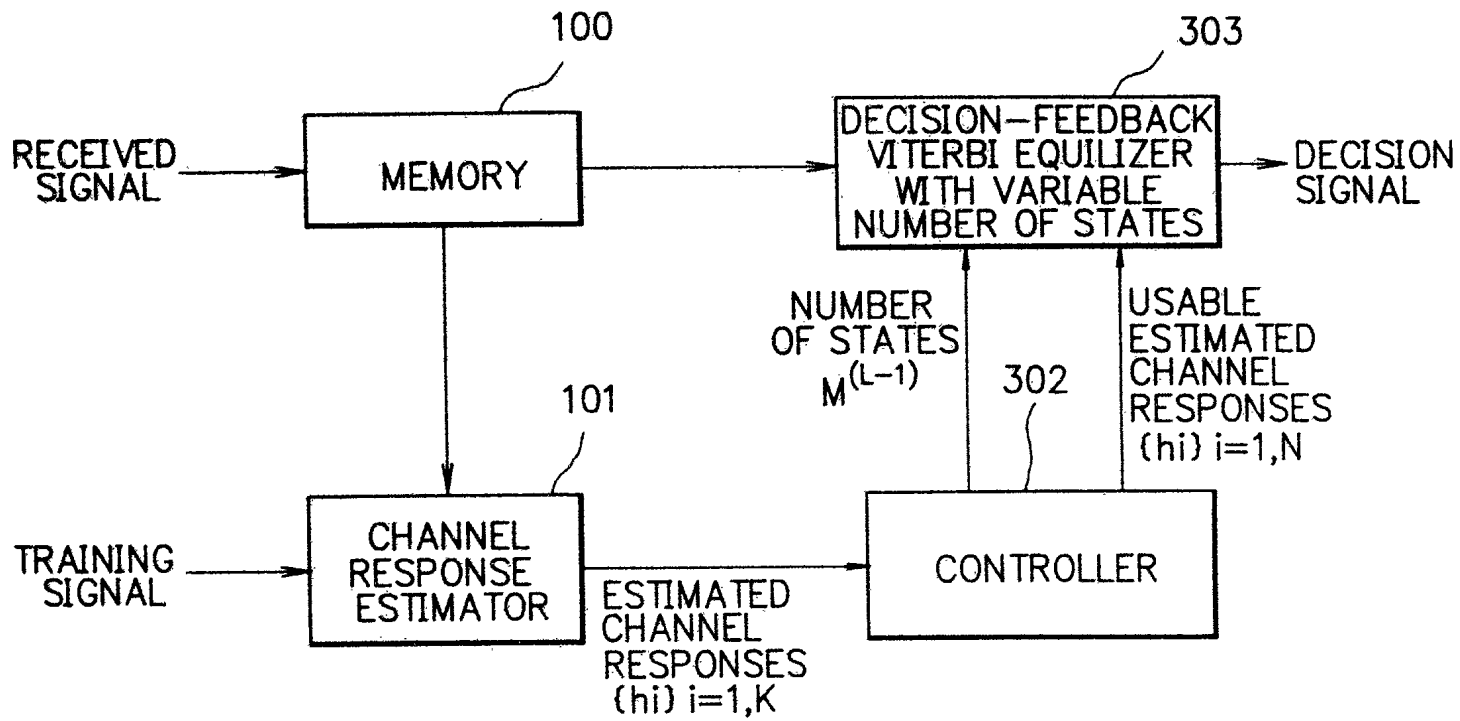 100
303
RECEIVED
SIGNAL
MEMORY
DECISION-FEEDBACK
VITERBI EQUILIZER
WITH VARIABLE
NUMBER OF STATES
DECISION
SIGNAL
NUMBER
OF STATES
M^(L-1)
USABLE
ESTIMATED
CHANNEL
RESPONSES
{hi} i=1,N
302
101
TRAINING
SIGNAL
CHANNEL
RESPONSE
ESTIMATOR
ESTIMATED
CHANNEL
RESPONSES
{hi} i=1,K
CONTROLLER